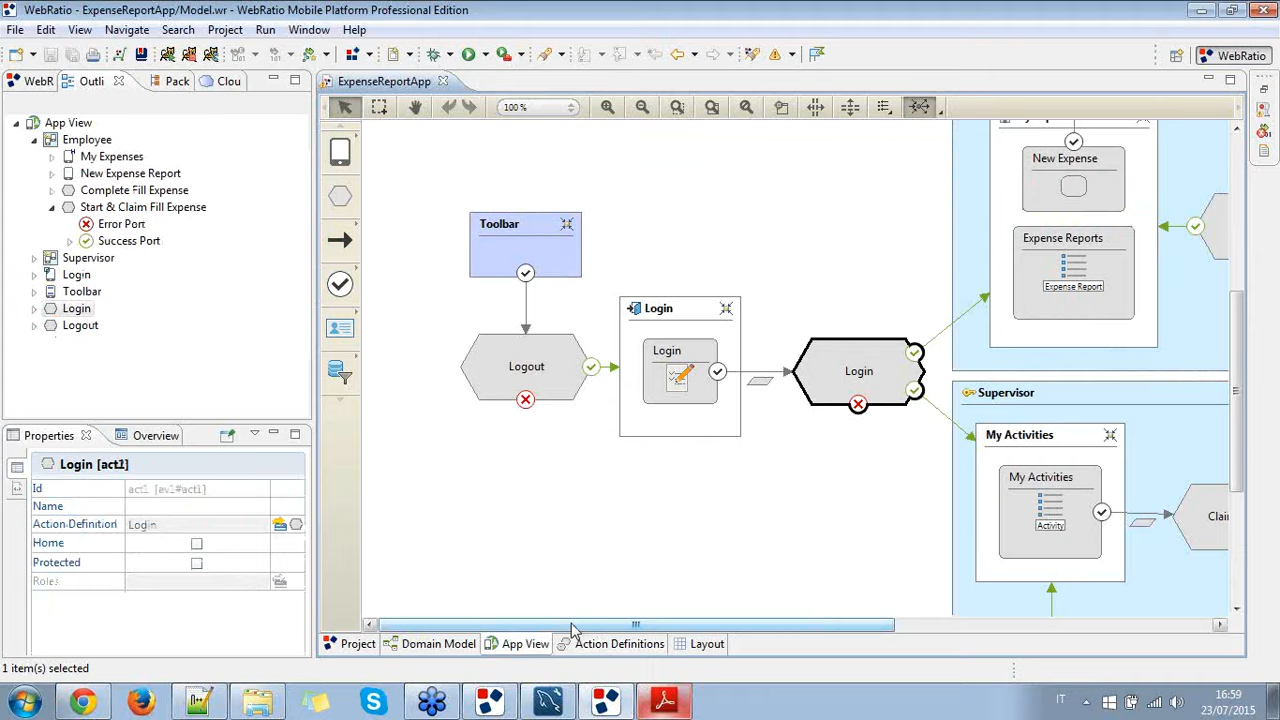 WebRatio - ExpenseReportApp/Model.wr - WebRatio Mobile Platform Professional Edition
File Edit View Navigate Search Project Run Window Help
WebRatio
WebR Outli Pack Clou
ExpenseReportApp
100 %
App View
Employee
My Expenses
New Expense Report
Complete Fill Expense
Start & Claim Fill Expense
Error Port
Success Port
Supervisor
Login
Toolbar
Login
Logout
Properties Overview
Login [act1]
Id act1 [av1#act1]
Name
Action Definition Login
Home
Protected
Roles
Toolbar
Logout
Login
Login
Login
New Expense
Expense Reports
Expense Report
Supervisor
My Activities
My Activities
Activity
Clai
Project Domain Model App View Action Definitions Layout
1 item(s) selected
IT
16:59
23/07/2015